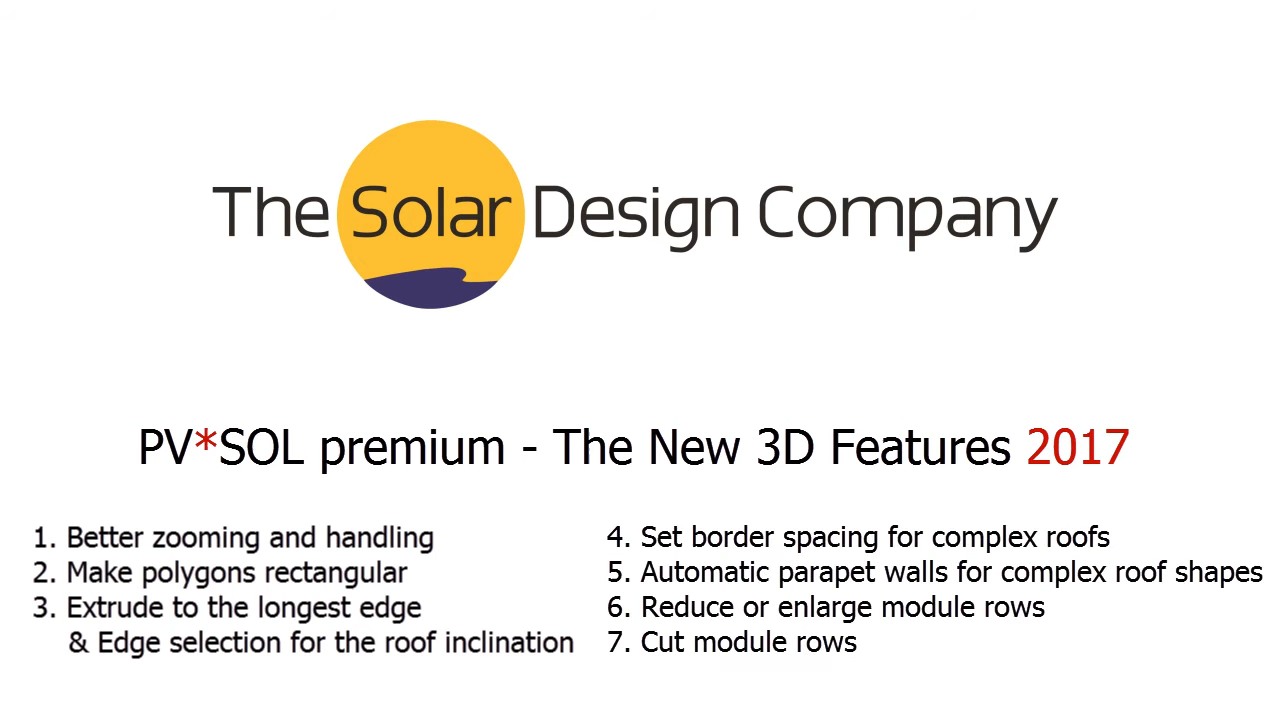 The Solar Design Company
PV*SOL premium - The New 3D Features 2017
1. Better zooming and handling
2. Make polygons rectangular
3. Extrude to the longest edge
& Edge selection for the roof inclination
4. Set border spacing for complex roofs
5. Automatic parapet walls for complex roof shapes
6. Reduce or enlarge module rows
7. Cut module rows